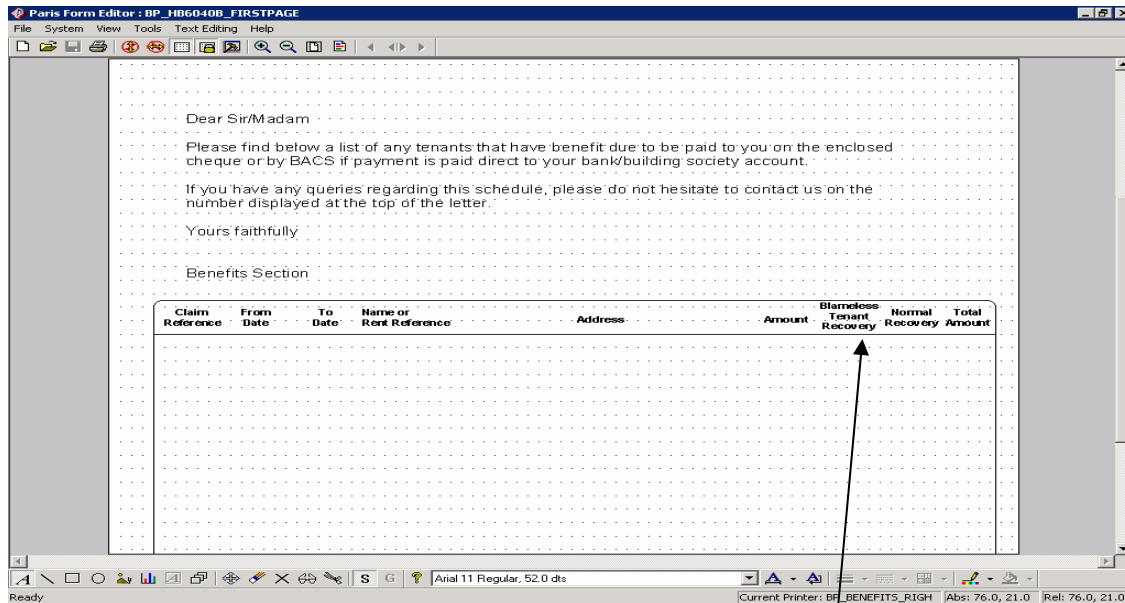 Paris Form Editor : BP_HB6040B_FIRSTPAGE
File System View Tools Text Editing Help
Dear Sir/Madam
Please find below a list of any tenants that have benefit due to be paid to you on the enclosed
cheque or by BACS if payment is paid direct to your bank/building society account.
If you have any queries regarding this schedule, please do not hesitate to contact us on the
number displayed at the top of the letter.
Yours faithfully
Benefits Section
Claim Reference From Date To Date Name or Rent Reference Address Amount Blameless Tenant Recovery Normal Recovery Total Amount
S G Arial 11 Regular, 52.0 dts
Ready Current Printer: BP_BENEFITS_RIGH Abs: 76.0, 21.0 Rel: 76.0, 21.0